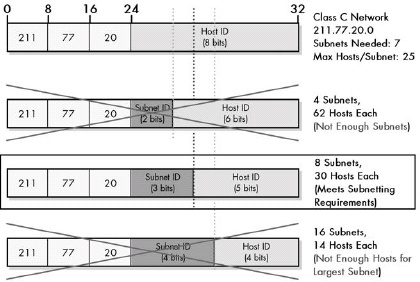 0 8 16 24 32
211 77 20 Host ID
(8 bits)
Class C Network
211.77.20.0
Subnets Needed: 7
Max Hosts/Subnet: 25
211 77 20 Subnet ID
(2 bits)
Host ID
(6 bits)
4 Subnets,
62 Hosts Each
(Not Enough Subnets)
211 77 20 Subnet ID
(3 bits)
Host ID
(5 bits)
8 Subnets,
30 Hosts Each
(Meets Subnetting
Requirements)
211 77 20 Subnet ID
(4 bits)
Host ID
(4 bits)
16 Subnets,
14 Hosts Each
(Not Enough Hosts for
Largest Subnet)